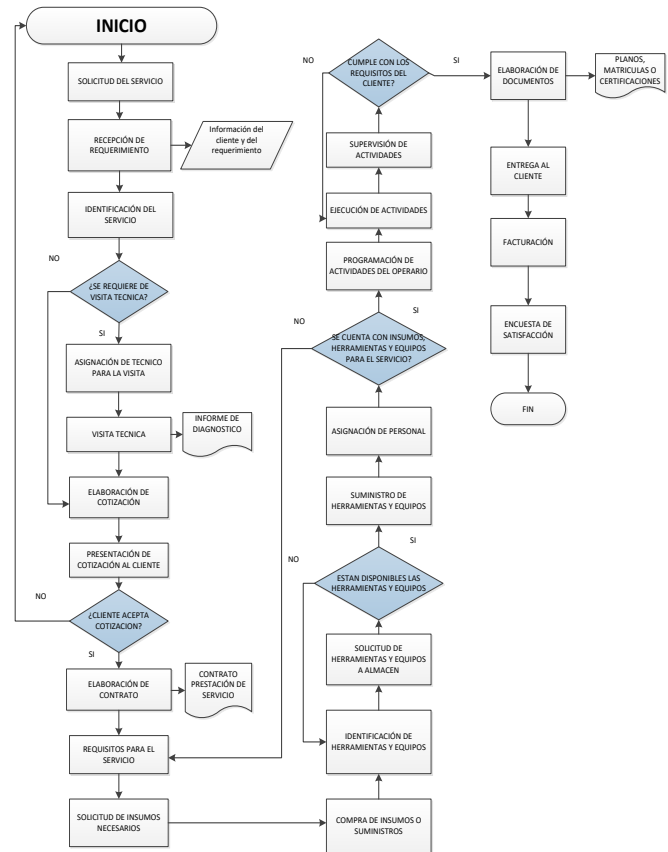 INICIO
SOLICITUD DEL SERVICIO
RECEPCIÓN DE
REQUERIMIENTO
Información del
cliente y del
requerimiento
IDENTIFICACIÓN DEL
SERVICIO
NO
¿SE REQUIERE DE
VISITA TECNICA?
SI
ASIGNACIÓN DE TECNICO
PARA LA VISITA
VISITA TECNICA
INFORME DE
DIAGNOSTICO
ELABORACIÓN DE
COTIZACIÓN
PRESENTACIÓN DE
COTIZACIÓN AL CLIENTE
NO
¿CLIENTE ACEPTA
COTIZACION?
SI
ELABORACIÓN DE
CONTRATO
CONTRATO
PRESTACIÓN DE
SERVICIO
REQUISITOS PARA EL
SERVICIO
SOLICITUD DE INSUMOS
NECESARIOS
COMPRA DE INSUMOS O
SUMINISTROS
IDENTIFICACIÓN DE
HERRAMIENTAS Y EQUIPOS
SOLICITUD DE
HERRAMIENTAS Y EQUIPOS
A ALMACEN
NO
ESTAN DISPONIBLES LAS
HERRAMIENTAS Y EQUIPOS
SI
SUMINISTRO DE
HERRAMIENTAS Y EQUIPOS
ASIGNACIÓN DE PERSONAL
NO
SE CUENTA CON INSUMOS,
HERRAMIENTAS Y EQUIPOS
PARA EL SERVICIO?
SI
PROGRAMACIÓN DE
ACTIVIDADES DEL OPERARIO
EJECUCIÓN DE ACTIVIDADES
SUPERVISIÓN DE
ACTIVIDADES
NO
CUMPLE CON LOS
REQUISITOS DEL
CLIENTE?
SI
ELABORACIÓN DE
DOCUMENTOS
PLANOS,
MATRICULAS O
CERTIFICACIONES
ENTREGA AL
CLIENTE
FACTURACIÓN
ENCUESTA DE
SATISFACCIÓN
FIN